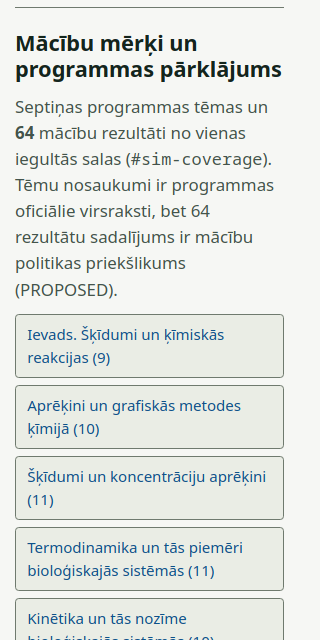 Mācību mērķi un
programmas pārklājums
Septiņas programmas tēmas un
64 mācību rezultāti no vienas
iegultās salas (#sim-coverage).
Tēmu nosaukumi ir programmas
oficiālie virsraksti, bet 64
rezultātu sadalījums ir mācību
politikas priekšlikums
(PROPOSED).
Ievads. Šķīdumi un ķīmiskās
reakcijas (9)
Aprēķini un grafiskās metodes
ķīmijā (10)
Šķīdumi un koncentrāciju aprēķini
(11)
Termodinamika un tās piemēri
bioloģiskajās sistēmās (11)
Kinētika un tās nozīme
bioloģiskajās sistēmās (10)